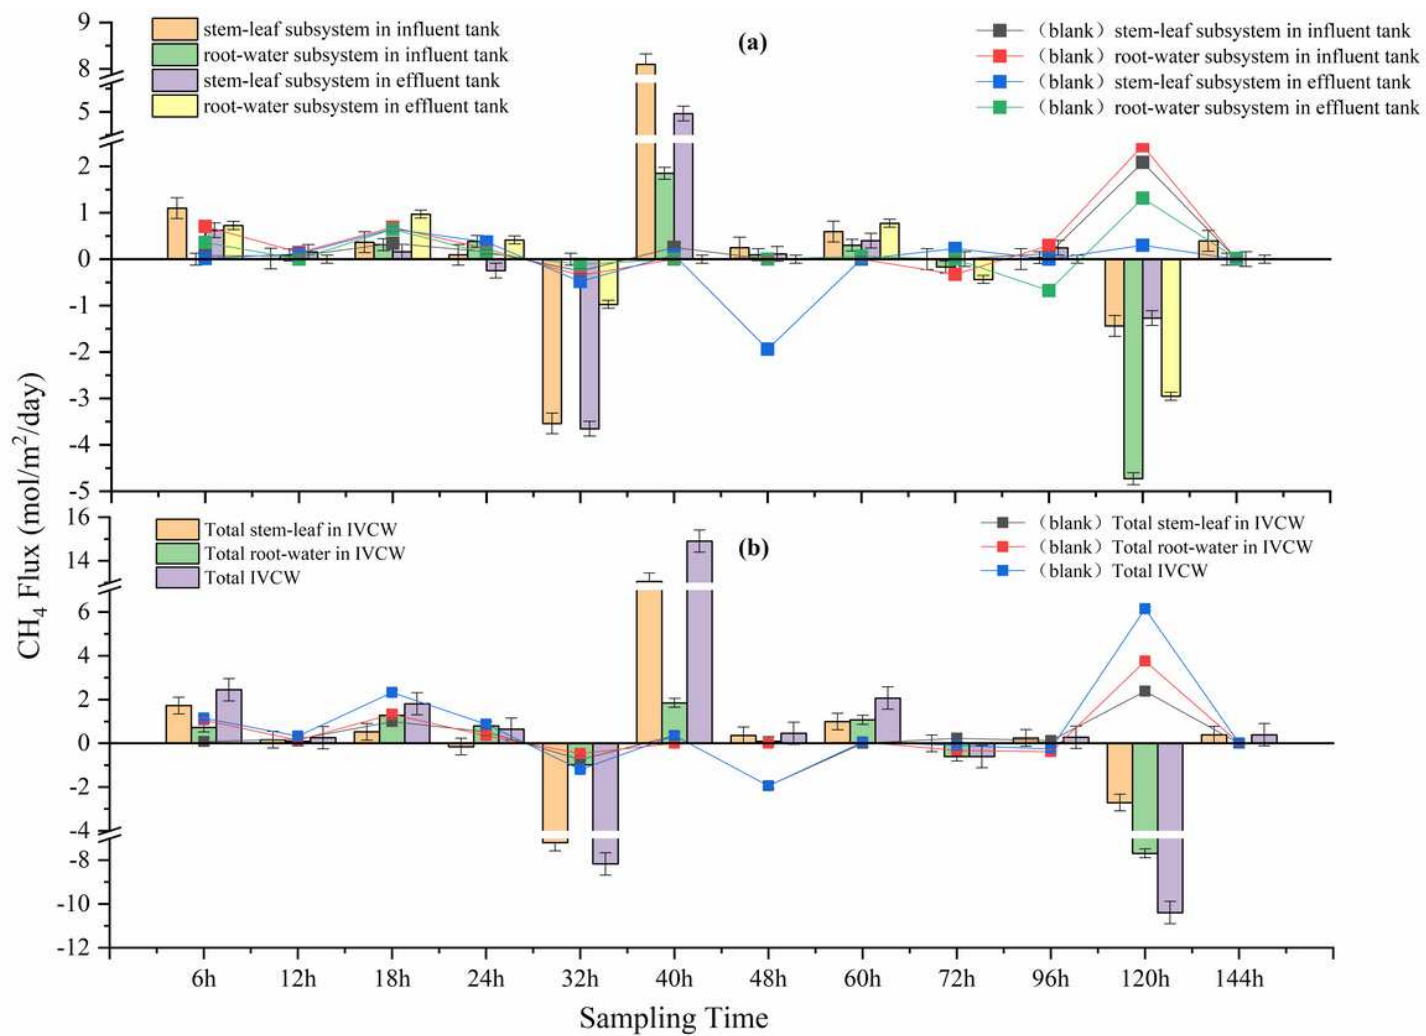 9
8
5
2
1
0
-1
-2
-3
-4
-5
stem-leaf subsystem in influent tank
root-water subsystem in influent tank
stem-leaf subsystem in effluent tank
root-water subsystem in effluent tank
(a)
（blank）stem-leaf subsystem in influent tank
（blank）root-water subsystem in influent tank
（blank）stem-leaf subsystem in effluent tank
（blank）root-water subsystem in effluent tank
CH₄ Flux (mol/m²/day)
16
14
6
4
2
0
-2
-4
-8
-10
-12
Total stem-leaf in IVCW
Total root-water in IVCW
Total IVCW
(b)
（blank）Total stem-leaf in IVCW
（blank）Total root-water in IVCW
（blank）Total IVCW
6h 12h 18h 24h 32h 40h 48h 60h 72h 96h 120h 144h
Sampling Time